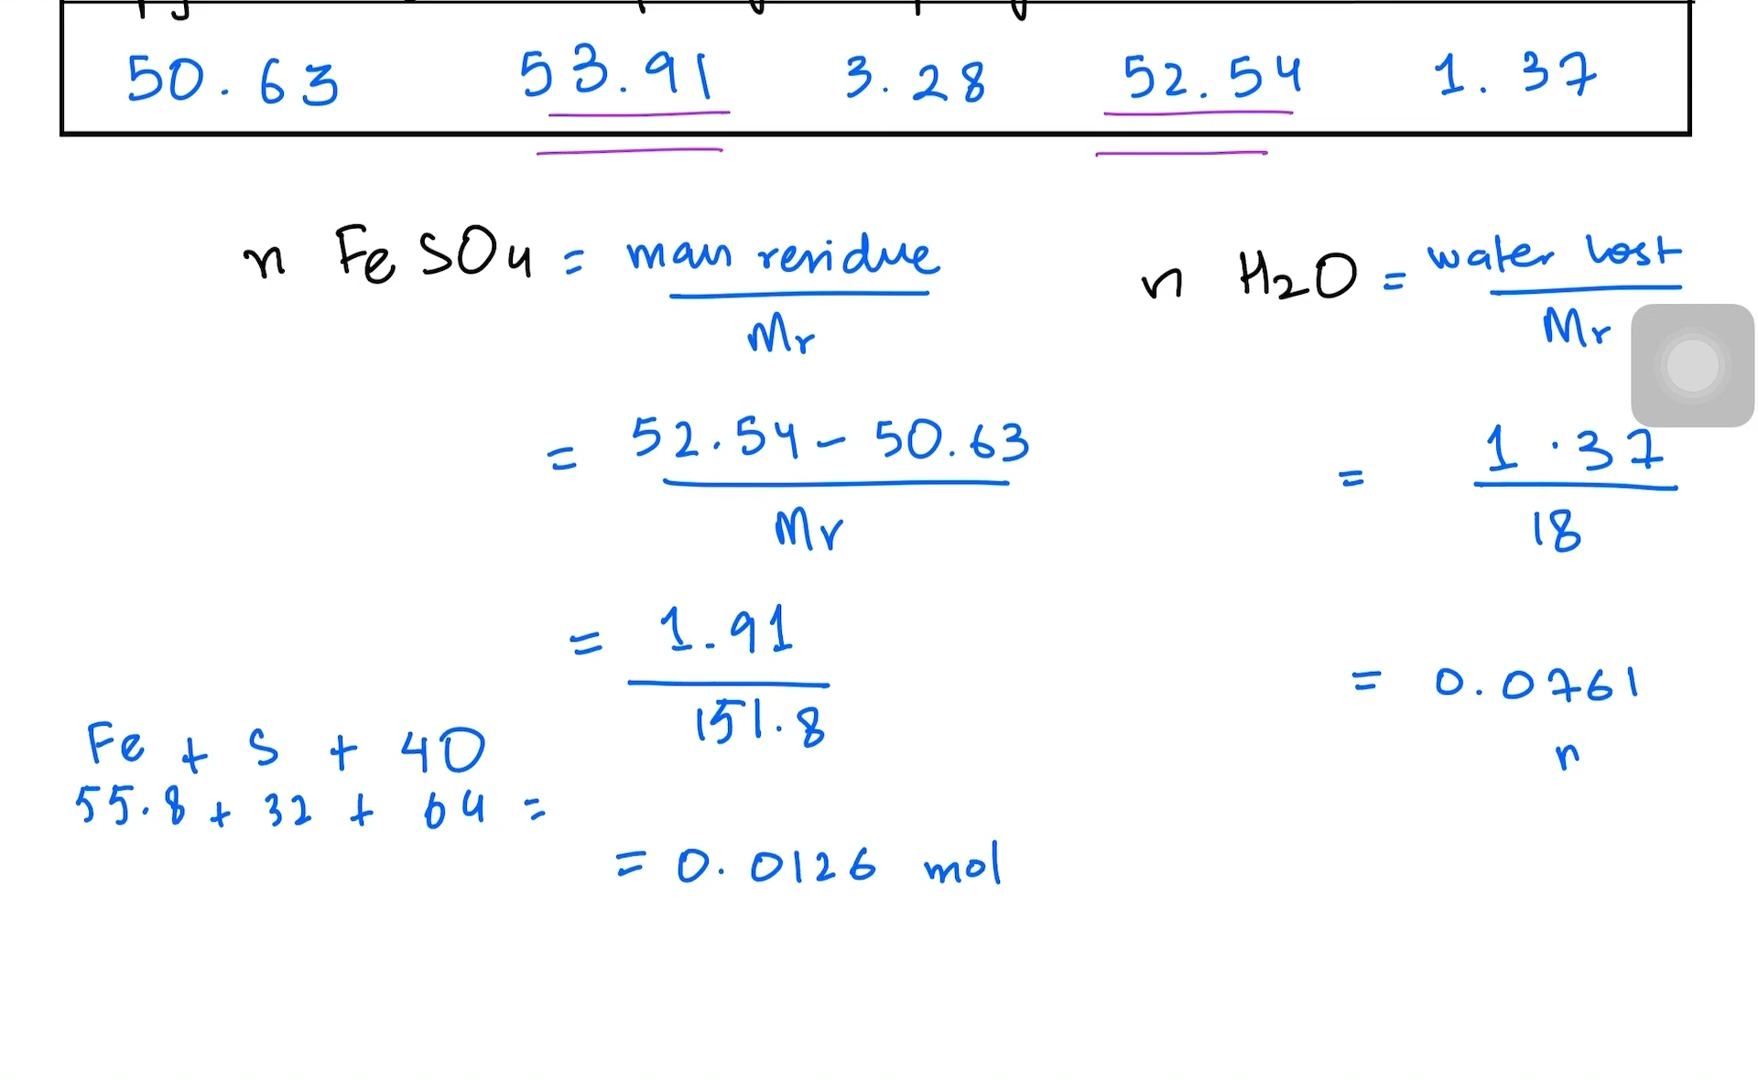 50.63 53.91 3.28 52.54 1.37
n FeSO4 = mass residue
Mr
n H2O = water lost
Mr
= 52.54 - 50.63
Mr
= 1.37
18
= 1.91
151.8
= 0.0761
n
Fe + S + 4O
55.8 + 32 + 64 =
= 0.0126 mol